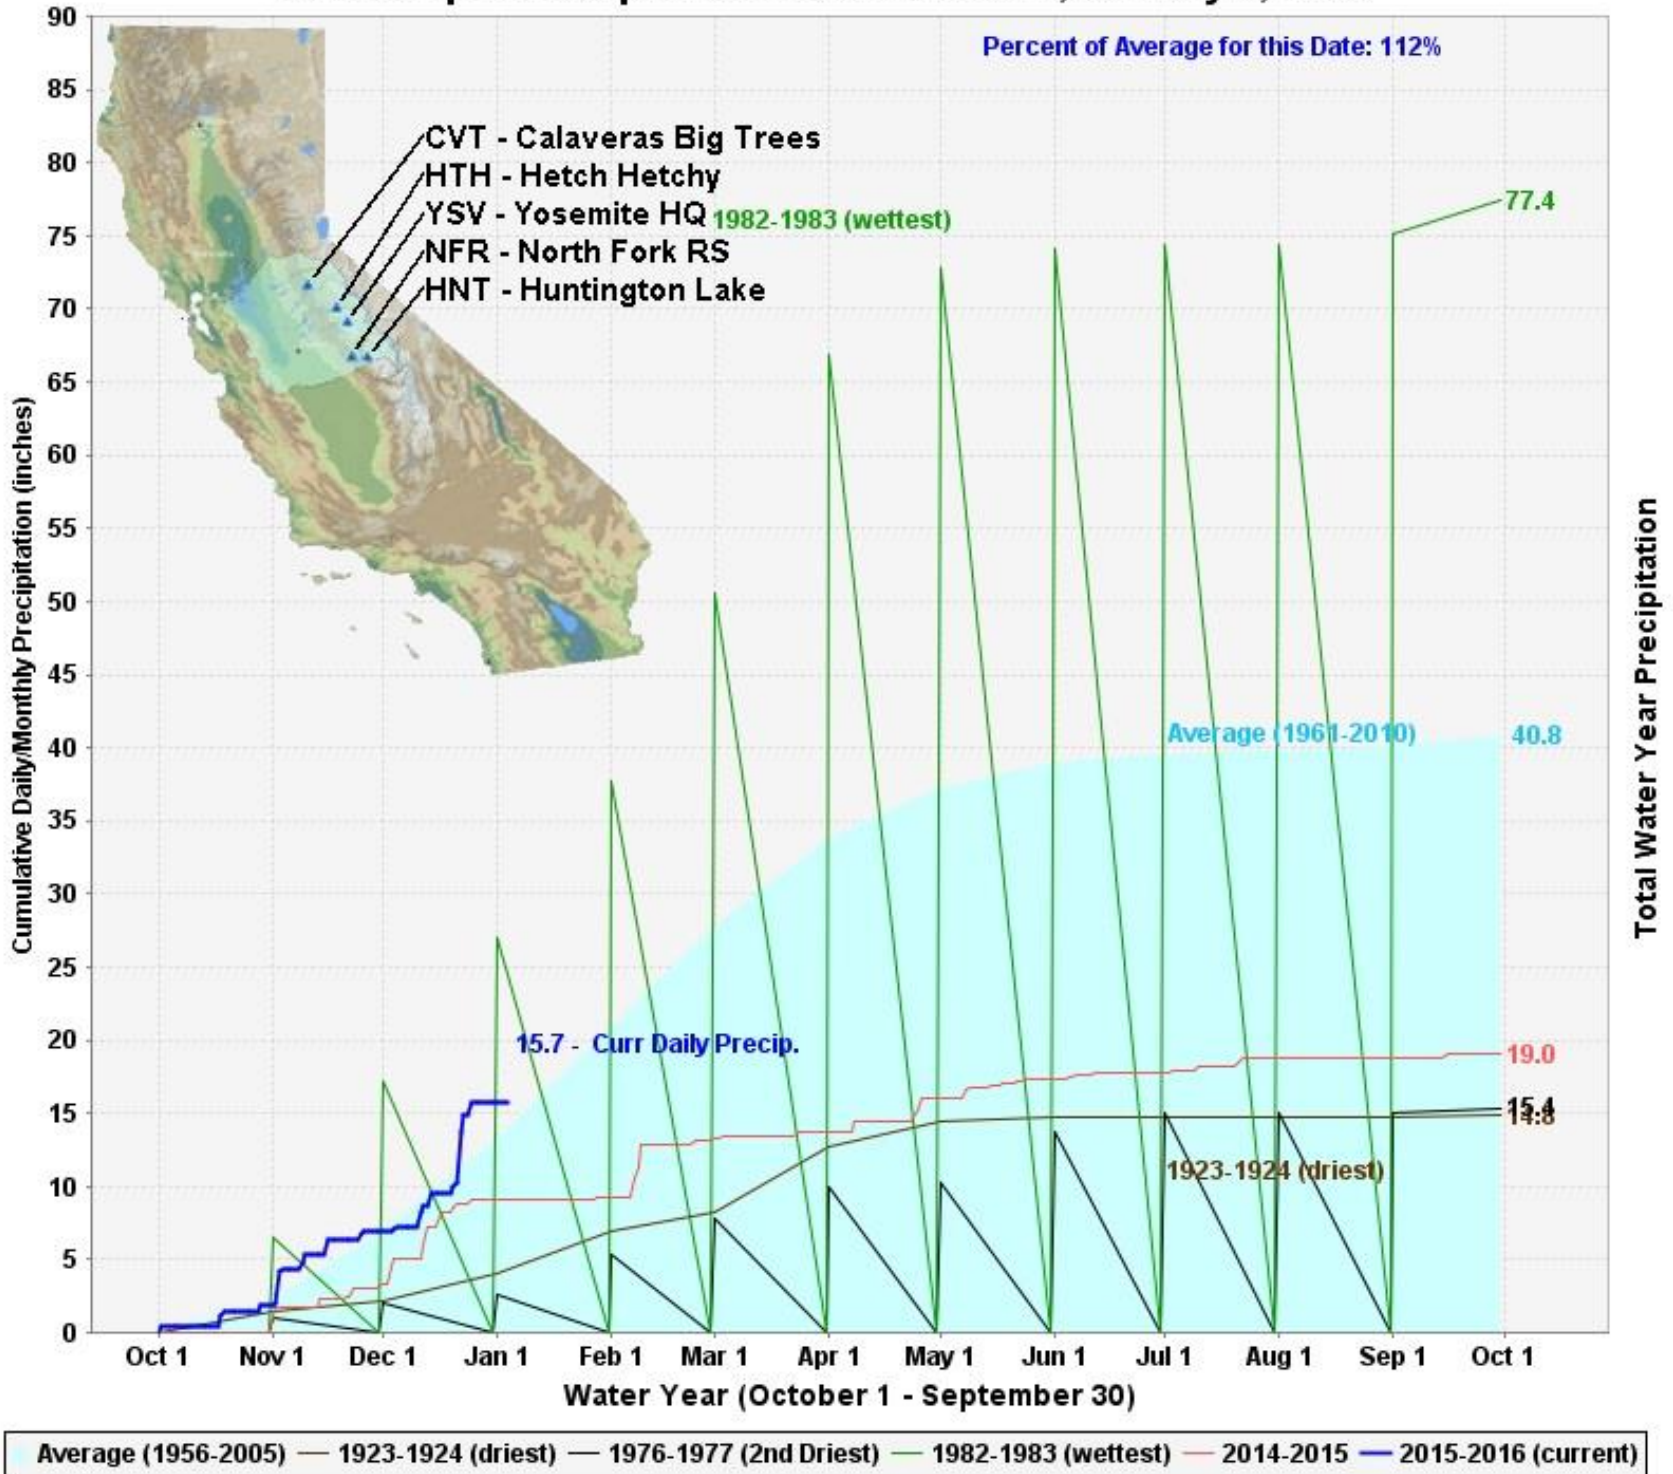 Percent of Average for this Date: 112%
CVT - Calaveras Big Trees
HTH - Hetch Hetchy
YSV - Yosemite HQ
NFR - North Fork RS
HNT - Huntington Lake
1982-1983 (wettest)
77.4
Average (1961-2010)
40.8
15.7 - Curr Daily Precip.
19.0
15.4
14.8
1923-1924 (driest)
Cumulative Daily/Monthly Precipitation (inches)
90
85
80
75
70
65
60
55
50
45
40
35
30
25
20
15
10
5
0
Total Water Year Precipitation
Oct 1 Nov 1 Dec 1 Jan 1 Feb 1 Mar 1 Apr 1 May 1 Jun 1 Jul 1 Aug 1 Sep 1 Oct 1
Water Year (October 1 - September 30)
Average (1956-2005) 1923-1924 (driest) 1976-1977 (2nd Driest) 1982-1983 (wettest) 2014-2015 2015-2016 (current)